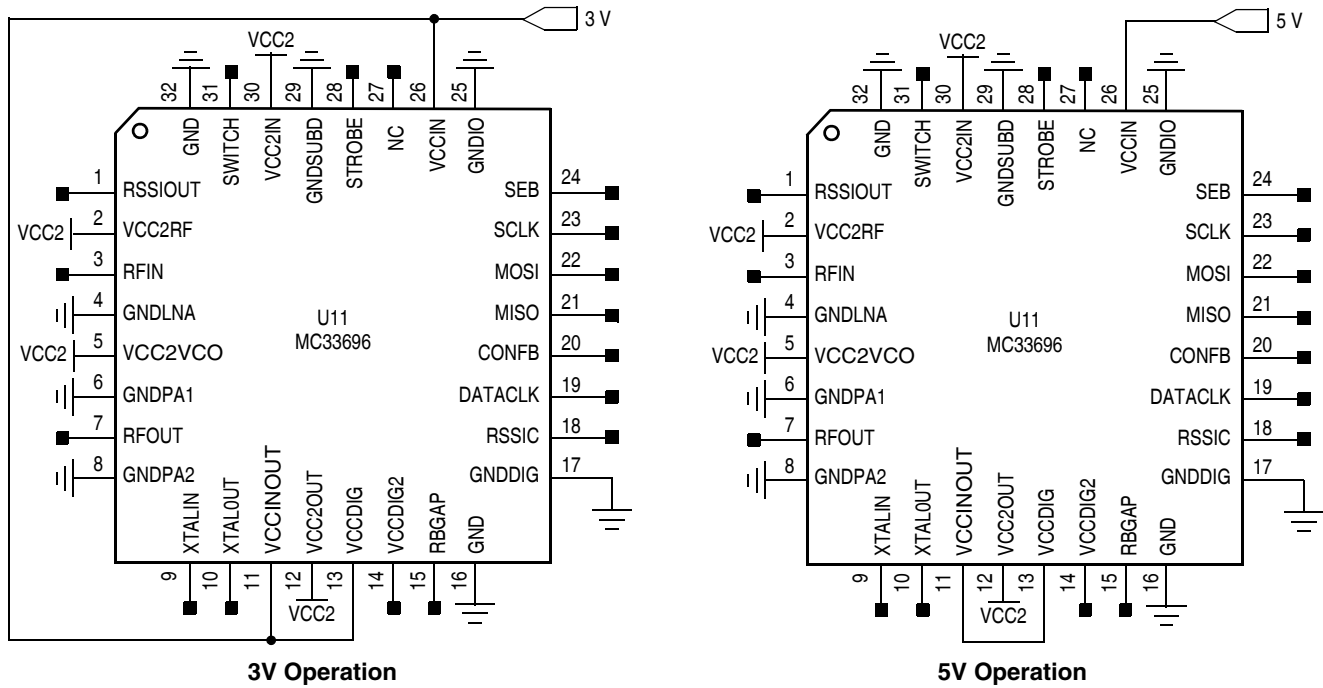 3 V
VCC2
32
31
30
29
28
27
26
25
GND
SWITCH
VCC2IN
GNDSUBD
STROBE
NC
VCCIN
GNDIO
1
RSSIOUT
2
VCC2
VCC2RF
3
RFIN
4
GNDLNA
5
VCC2
VCC2VCO
6
GNDPA1
7
RFOUT
8
GNDPA2
U11
MC33696
SEB
24
SCLK
23
MOSI
22
MISO
21
CONFB
20
DATACLK
19
RSSIC
18
GNDDIG
17
XTALIN
XTAL0UT
VCCINOUT
VCC2OUT
VCCDIG
VCCDIG2
RBGAP
GND
9
10
11
12
13
14
15
16
VCC2
3V Operation
5 V
VCC2
32
31
30
29
28
27
26
25
GND
SWITCH
VCC2IN
GNDSUBD
STROBE
NC
VCCIN
GNDIO
1
RSSIOUT
2
VCC2
VCC2RF
3
RFIN
4
GNDLNA
5
VCC2
VCC2VCO
6
GNDPA1
7
RFOUT
8
GNDPA2
U11
MC33696
SEB
24
SCLK
23
MOSI
22
MISO
21
CONFB
20
DATACLK
19
RSSIC
18
GNDDIG
17
XTALIN
XTAL0UT
VCCINOUT
VCC2OUT
VCCDIG
VCCDIG2
RBGAP
GND
9
10
11
12
13
14
15
16
VCC2
5V Operation